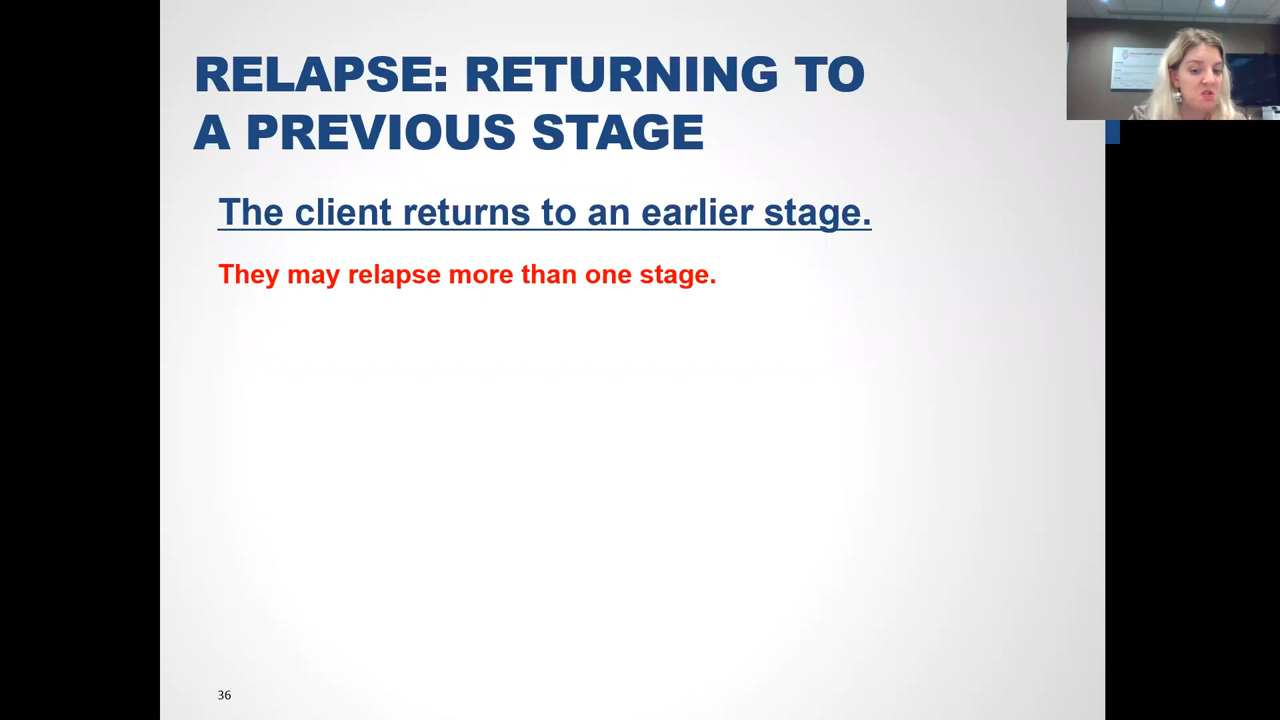 RELAPSE: RETURNING TO
A PREVIOUS STAGE
The client returns to an earlier stage.
They may relapse more than one stage.
36